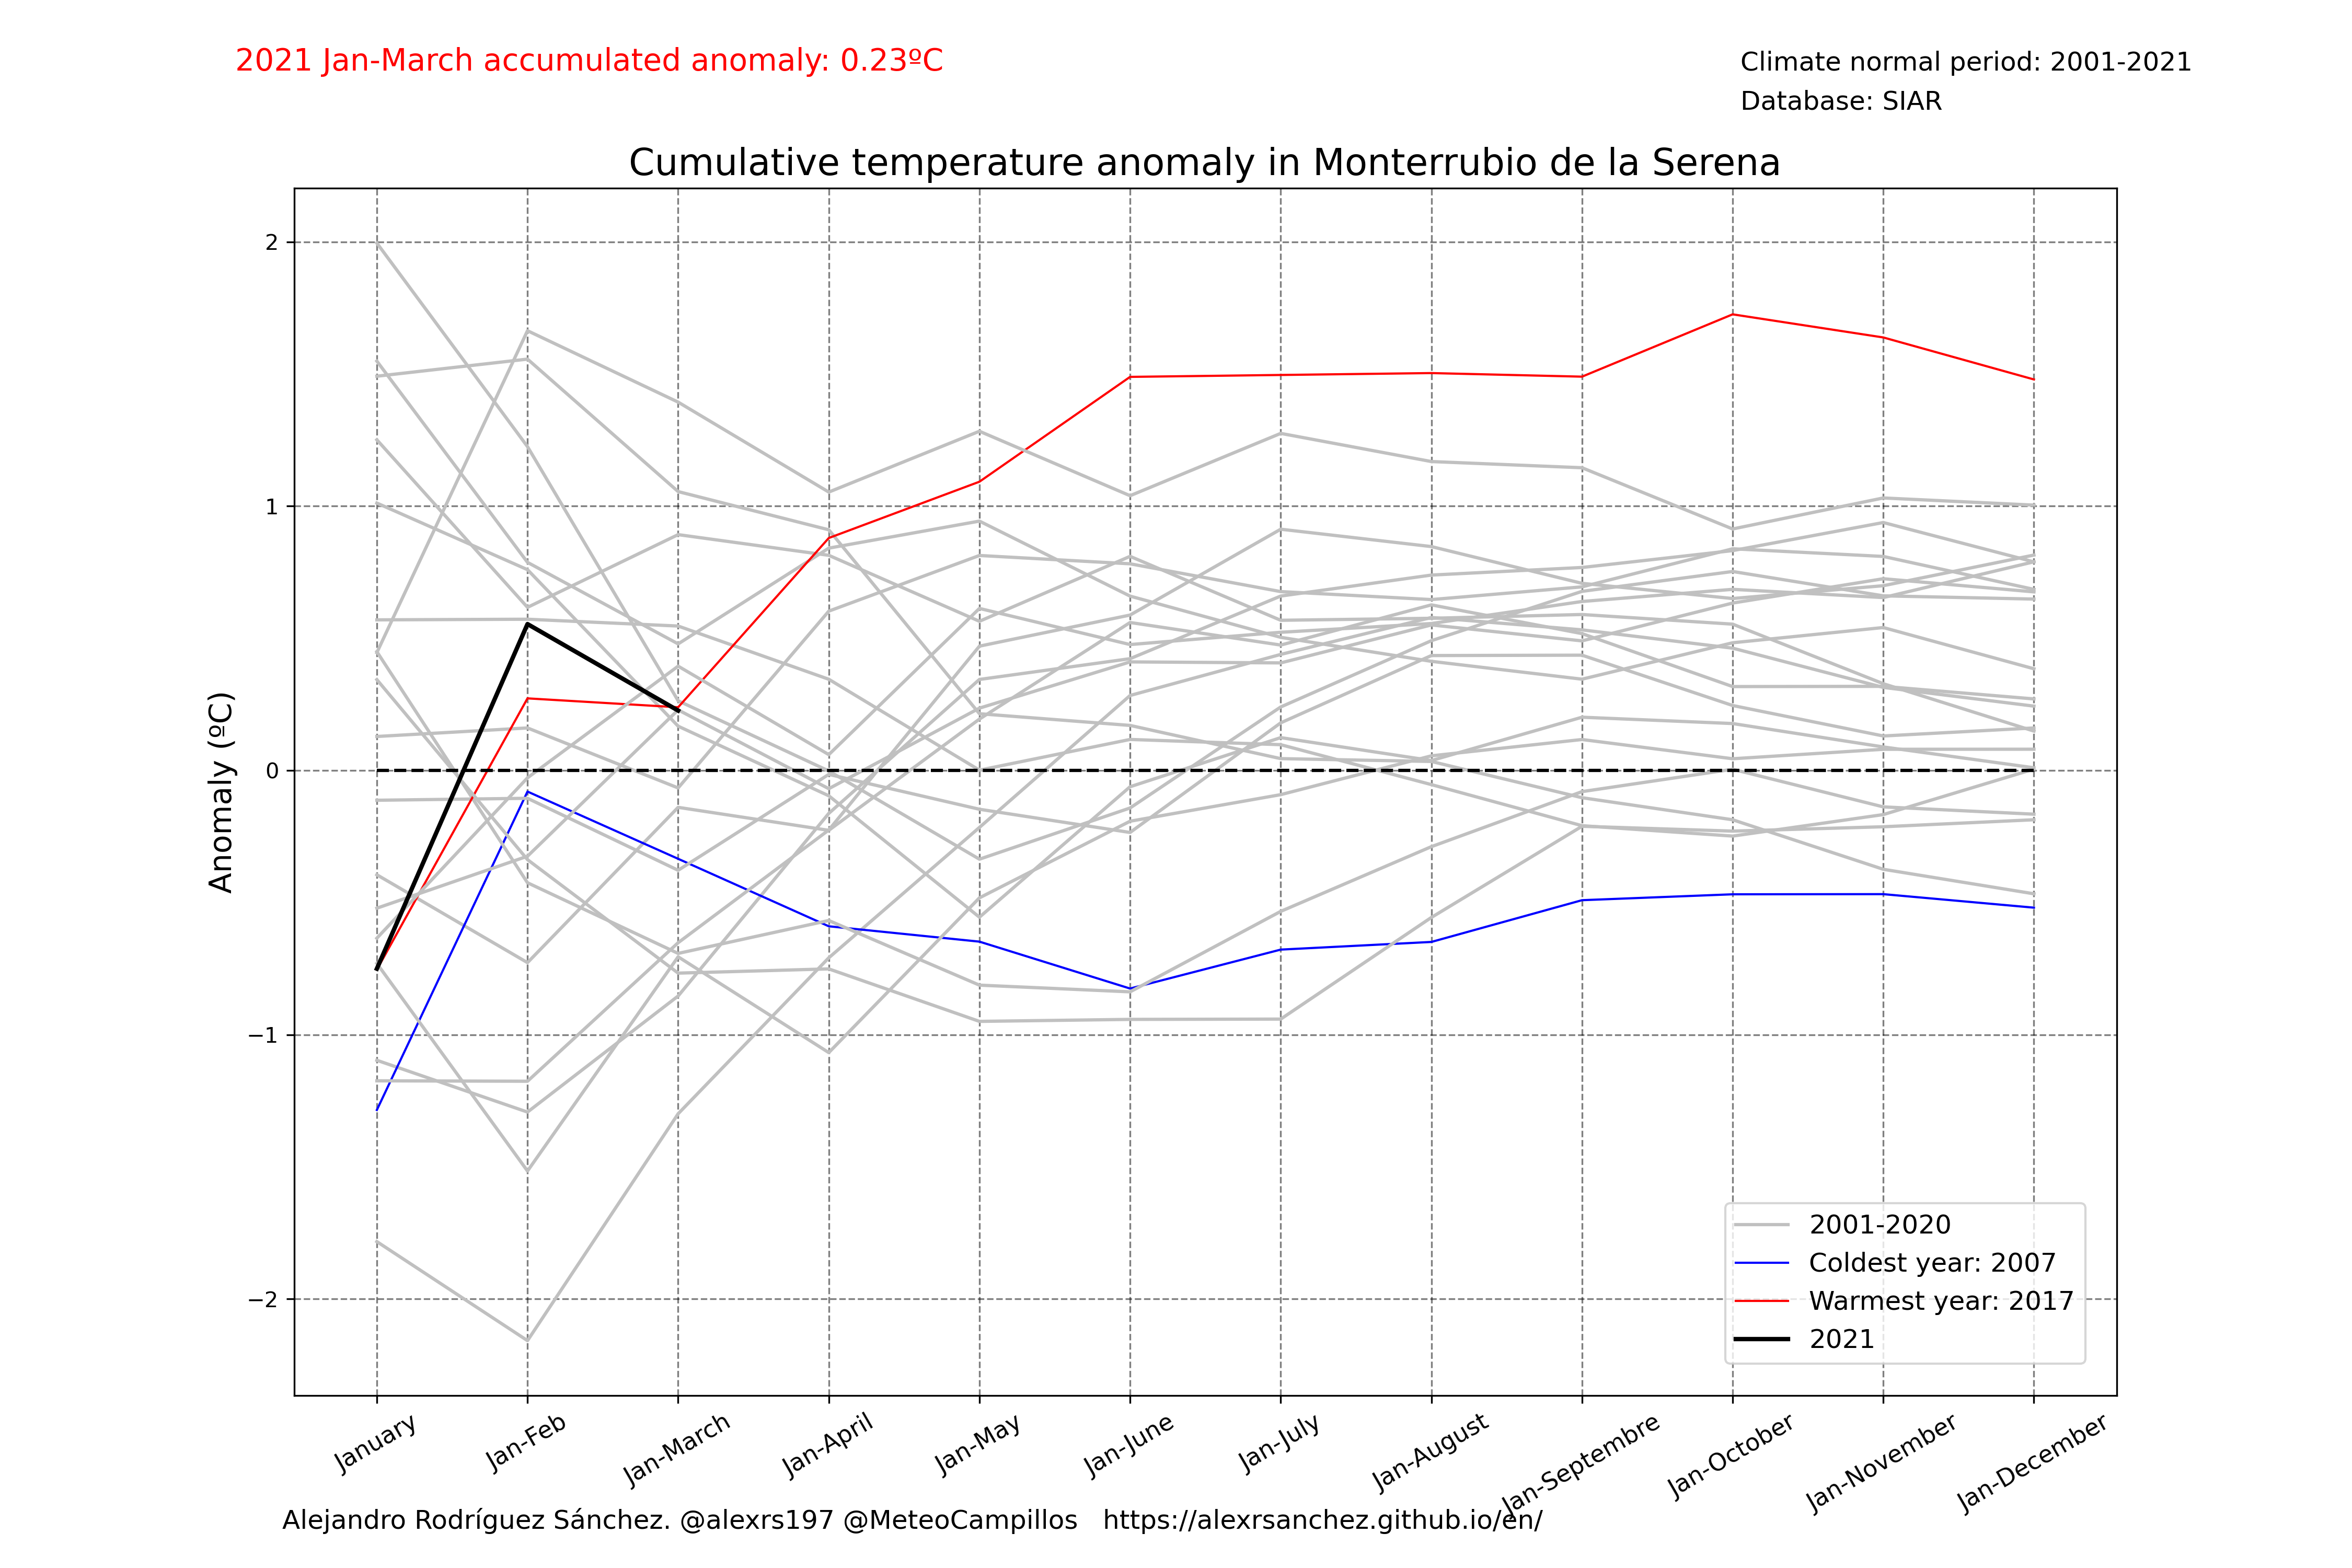 2021 Jan-March accumulated anomaly: 0.23ºC
Climate normal period: 2001-2021
Database: SIAR
Cumulative temperature anomaly in Monterrubio de la Serena
Anomaly (ºC)
2
1
0
−1
−2
2001-2020
Coldest year: 2007
Warmest year: 2017
2021
January
Jan-Feb
Jan-March
Jan-April
Jan-May
Jan-June
Jan-July
Jan-August
Jan-Septembre
Jan-October
Jan-November
Jan-December
Alejandro Rodríguez Sánchez. @alexrs197 @MeteoCampillos https://alexrsanchez.github.io/en/